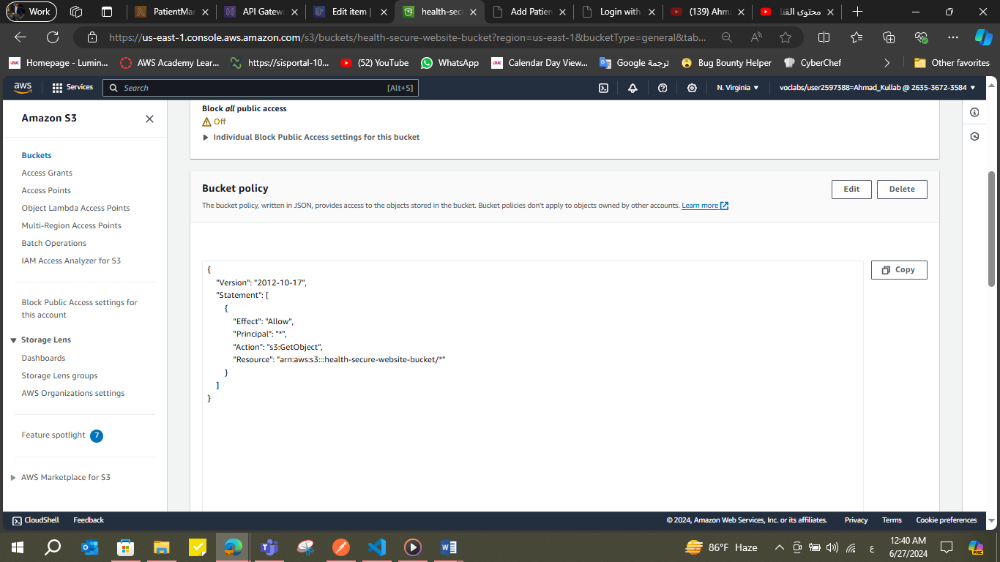 Work
PatientMar
API Gatewa
Edit item |
health-sec
Add Patien
Login with
(139) Ahma
محتوى القنا
https://us-east-1.console.aws.amazon.com/s3/buckets/health-secure-website-bucket?region=us-east-1&bucketType=general&tab...
Homepage - Lumin...
AWS Academy Lear...
https://sisportal-10...
(52) YouTube
WhatsApp
Calendar Day View...
Google ترجمة
Bug Bounty Helper
CyberChef
Other favorites
aws
Services
Search
[Alt+S]
N. Virginia
voclabs/user2597388=Ahmad_Kullab @ 2635-3672-3584
Amazon S3
Buckets
Access Grants
Access Points
Object Lambda Access Points
Multi-Region Access Points
Batch Operations
IAM Access Analyzer for S3
Block Public Access settings for
this account
Storage Lens
Dashboards
Storage Lens groups
AWS Organizations settings
Feature spotlight 7
AWS Marketplace for S3
Block all public access
Off
Individual Block Public Access settings for this bucket
Bucket policy
Edit
Delete
The bucket policy, written in JSON, provides access to the objects stored in the bucket. Bucket policies don't apply to objects owned by other accounts. Learn more
Copy
{
"Version": "2012-10-17",
"Statement": [
{
"Effect": "Allow",
"Principal": "*",
"Action": "s3:GetObject",
"Resource": "arn:aws:s3:::health-secure-website-bucket/*"
}
]
}
CloudShell
Feedback
© 2024, Amazon Web Services, Inc. or its affiliates.
Privacy
Terms
Cookie preferences
86°F Haze
ع
12:40 AM
6/27/2024
PRE